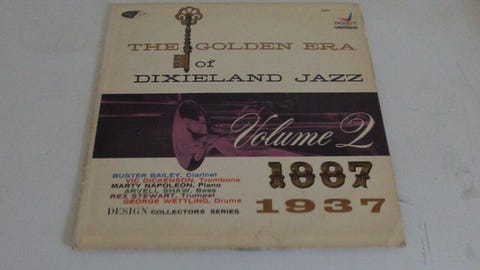 THE GOLDEN ERA
of
DIXIELAND JAZZ
Volume 2
1887
1937
BUSTER BAILEY, Clarinet
VIC DICKENSON, Trombone
MARTY NAPOLEON, Piano
ARVELL SHAW, Bass
REX STEWART, Trumpet
GEORGE WETTLING, Drums
DESIGN COLLECTORS SERIES